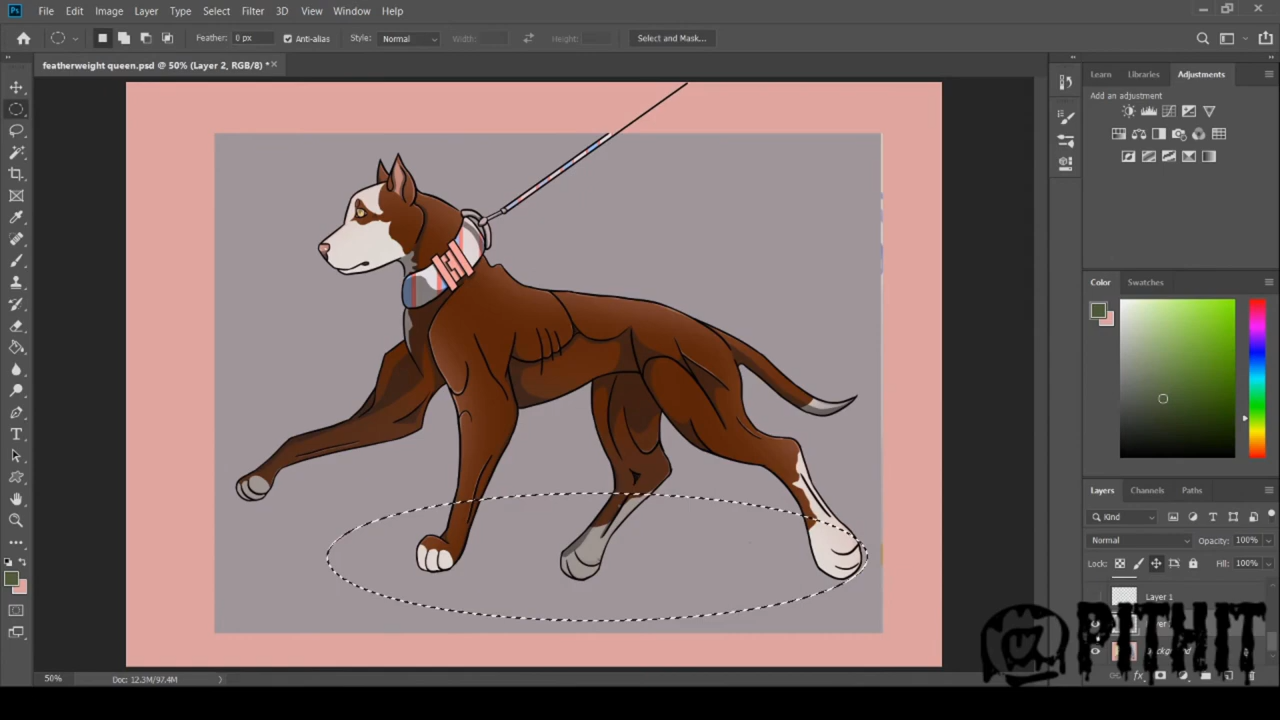 Ps File Edit Image Layer Type Select Filter 3D View Window Help
Feather: 0 px Anti-alias Style: Normal Width: Height: Select and Mask...
featherweight queen.psd @ 50% (Layer 2, RGB/8) *
Learn Libraries Adjustments
Add an adjustment
Color Swatches
Layers Channels Paths
Kind
Normal Opacity: 100%
Lock: Fill: 100%
Layer 1
Background
PITHIT
50% Doc: 12.3M/97.4M